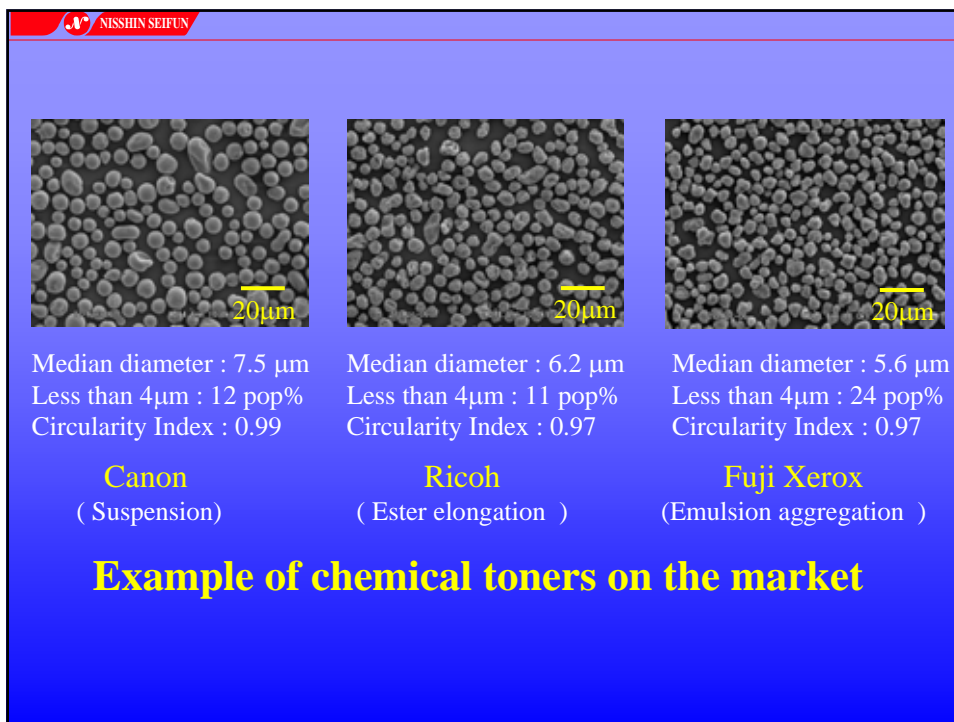 NISSHIN SEIFUN
20μm
20μm
20μm
Median diameter : 7.5 μm
Less than 4μm : 12 pop%
Circularity Index : 0.99
Median diameter : 6.2 μm
Less than 4μm : 11 pop%
Circularity Index : 0.97
Median diameter : 5.6 μm
Less than 4μm : 24 pop%
Circularity Index : 0.97
Canon
( Suspension)
Ricoh
( Ester elongation )
Fuji Xerox
(Emulsion aggregation )
Example of chemical toners on the market